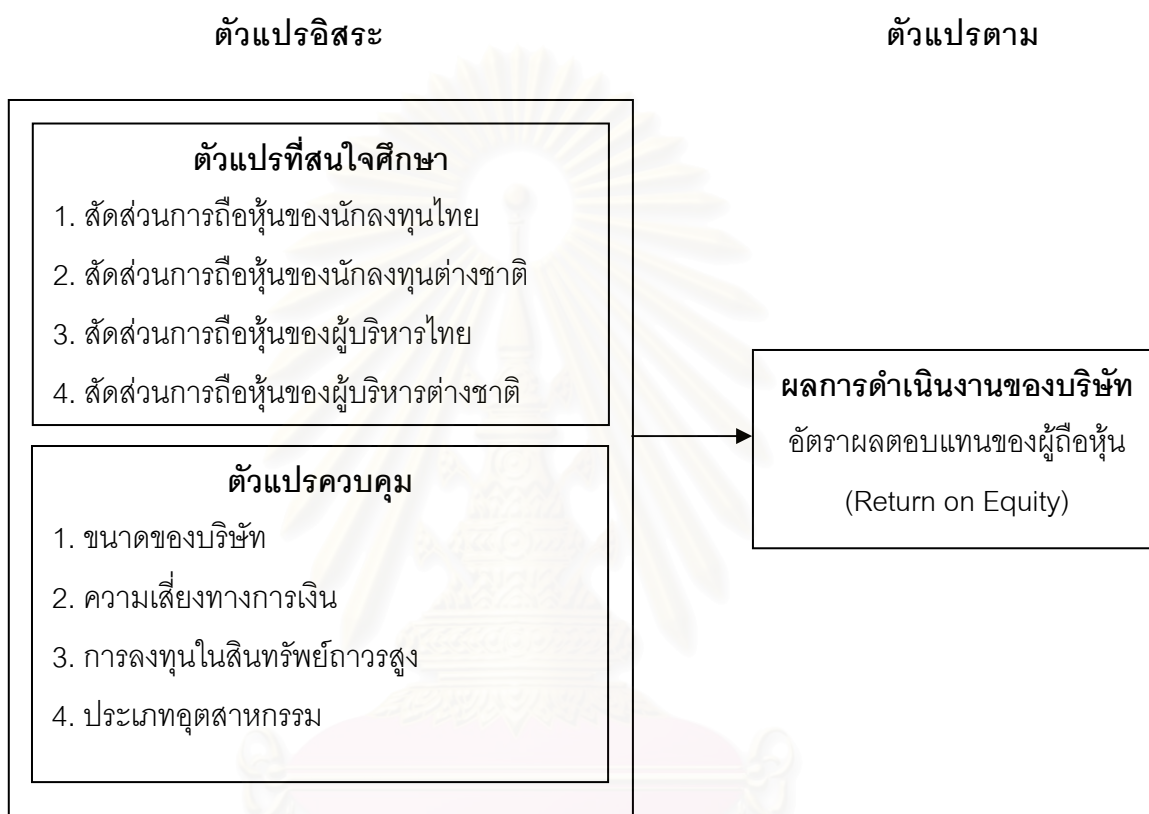 ตัวแปรอิสระ
ตัวแปรตาม
ตัวแปรที่สนใจศึกษา
1. สัดส่วนการถือหุ้นของนักลงทุนไทย
2. สัดส่วนการถือหุ้นของนักลงทุนต่างชาติ
3. สัดส่วนการถือหุ้นของผู้บริหารไทย
4. สัดส่วนการถือหุ้นของผู้บริหารต่างชาติ
ตัวแปรควบคุม
1. ขนาดของบริษัท
2. ความเสี่ยงทางการเงิน
3. การลงทุนในสินทรัพย์ถาวรสูง
4. ประเภทอุตสาหกรรม
ผลการดำเนินงานของบริษัท
อัตราผลตอบแทนของผู้ถือหุ้น
(Return on Equity)